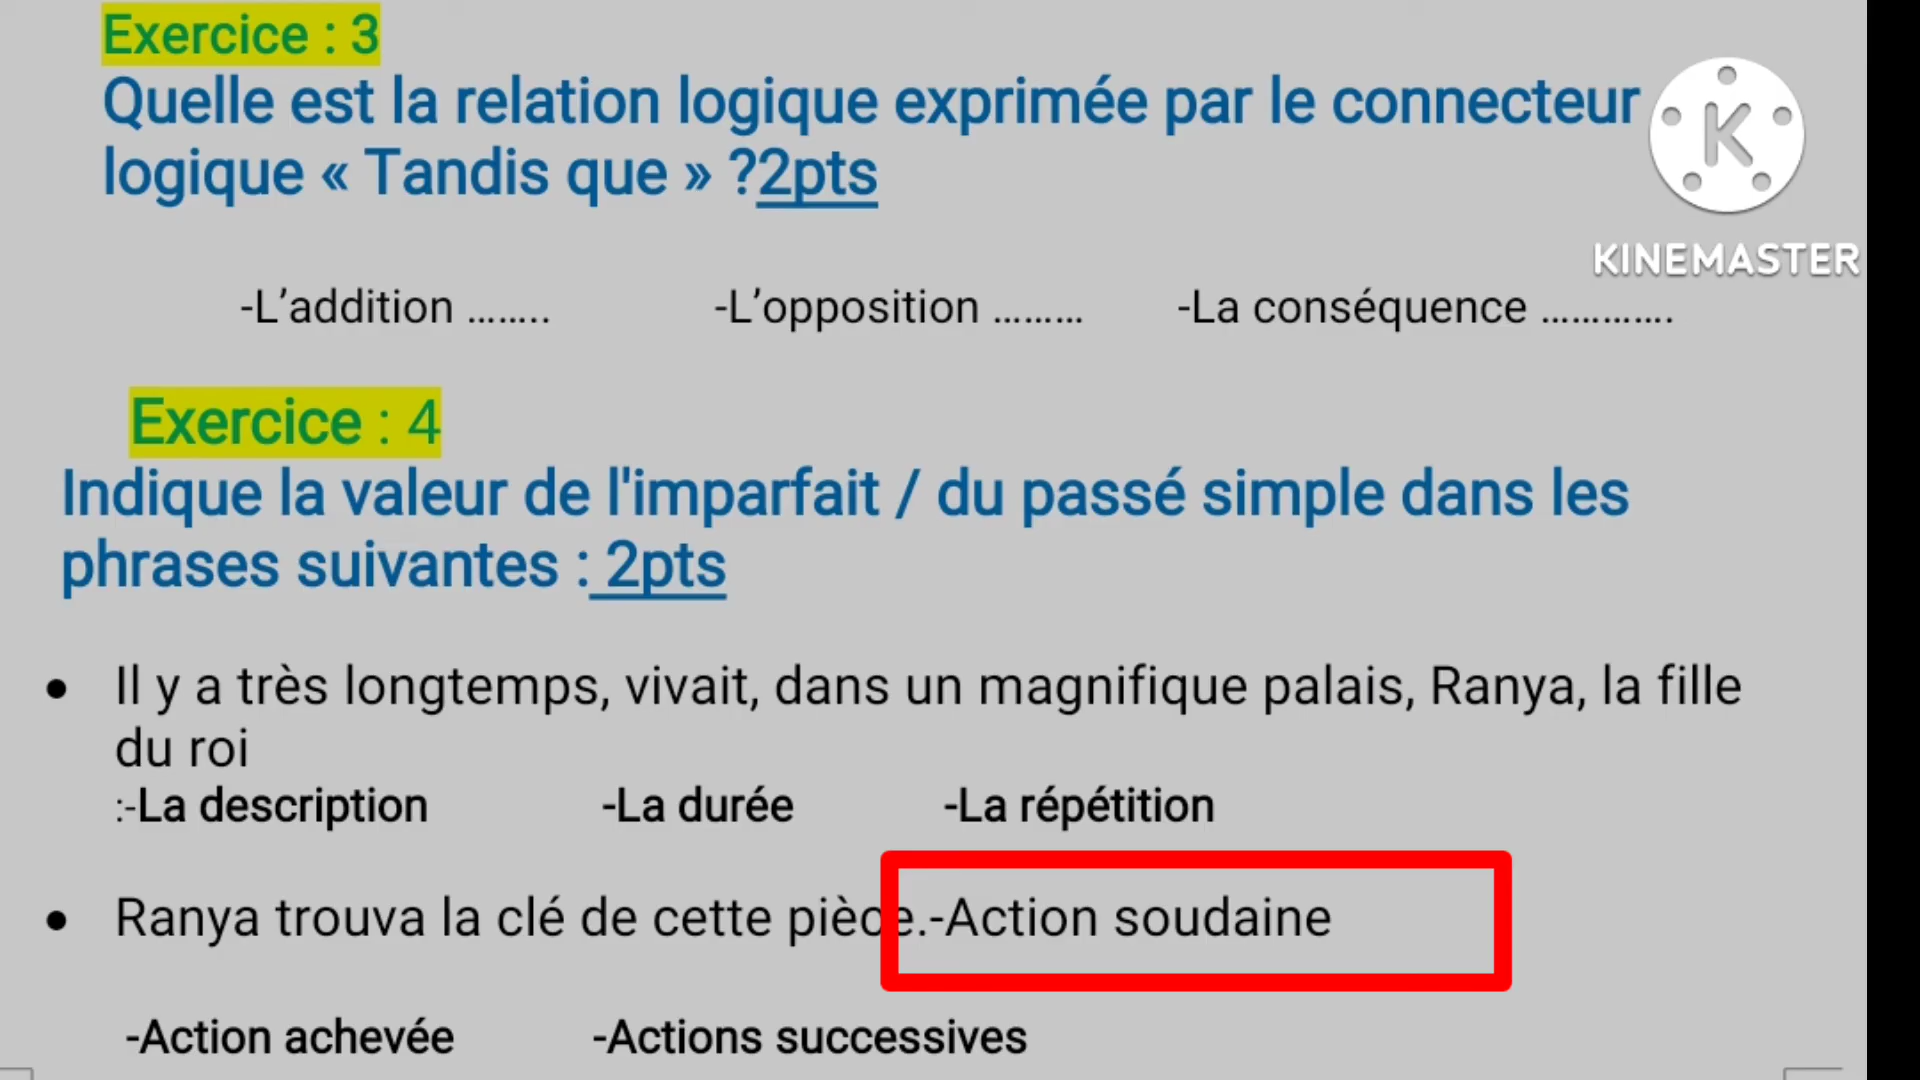 Exercice : 3
Quelle est la relation logique exprimée par le connecteur
logique « Tandis que » ?2pts
K
KINEMASTER
-L’addition ........ -L’opposition ......... -La conséquence .............
Exercice : 4
Indique la valeur de l'imparfait / du passé simple dans les
phrases suivantes : 2pts
• Il y a très longtemps, vivait, dans un magnifique palais, Ranya, la fille
du roi
:-La description -La durée -La répétition
• Ranya trouva la clé de cette pièce.-Action soudaine
-Action achevée -Actions successives